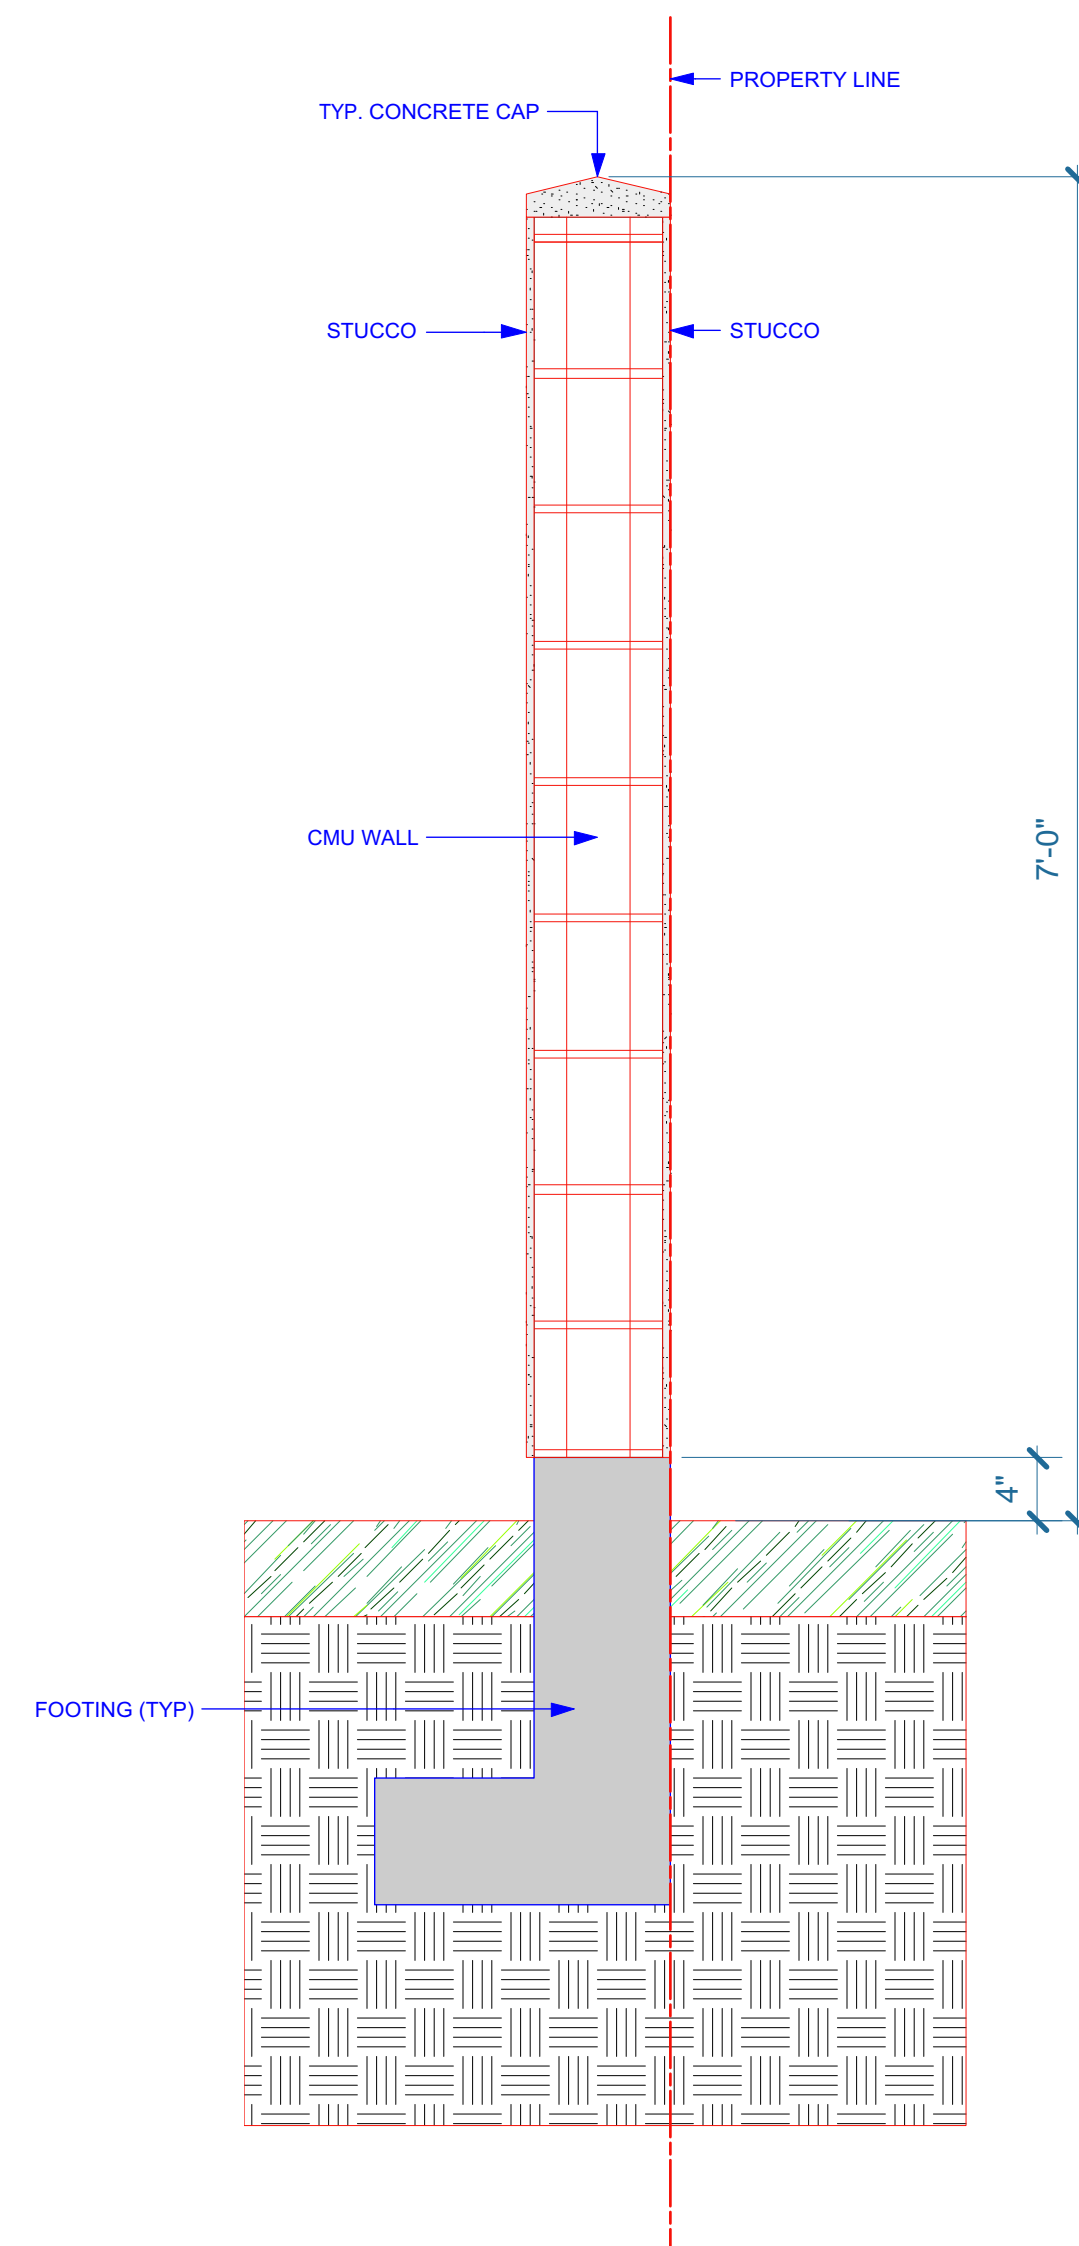 PROPERTY LINE
TYP. CONCRETE CAP
STUCCO
STUCCO
CMU WALL
7'-0"
4"
FOOTING (TYP)